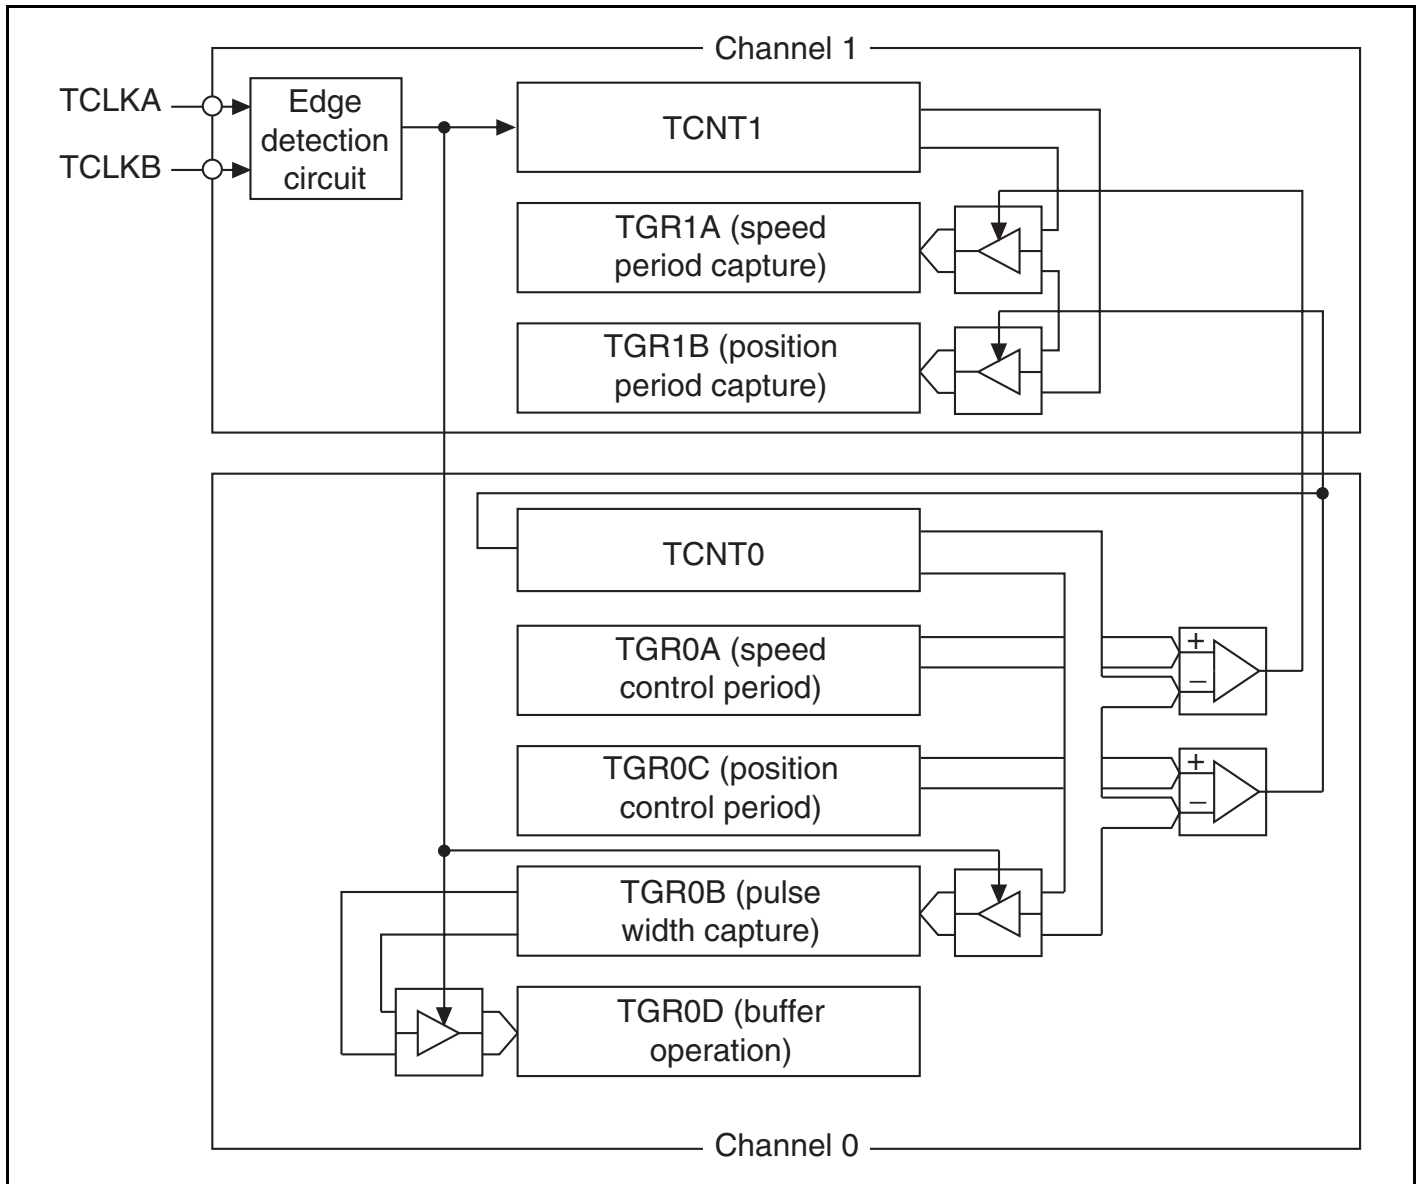 Channel 1
TCLKA
TCLKB
Edge
detection
circuit
TCNT1
TGR1A (speed
period capture)
TGR1B (position
period capture)
TCNT0
TGR0A (speed
control period)
+
−
TGR0C (position
control period)
+
−
TGR0B (pulse
width capture)
TGR0D (buffer
operation)
Channel 0